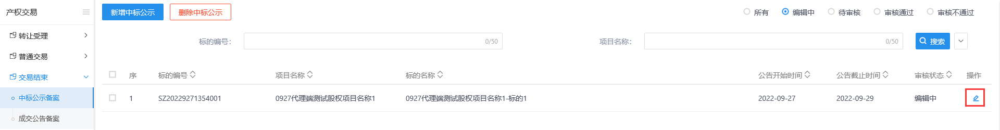 产权交易
转让受理
普通交易
交易结束
中标公示备案
成交公告备案
新增中标公示 删除中标公示 所有 编辑中 待审核 审核通过 审核不通过
标的编号: 0/50 项目名称: 0/50 搜索
序 标的编号 项目名称 标的名称 公告开始时间 公告截止时间 审核状态 操作
1 SZ20229271354001 0927代理端测试股权项目名称1 0927代理端测试股权项目名称1-标的1 2022-09-27 2022-09-29 编辑中